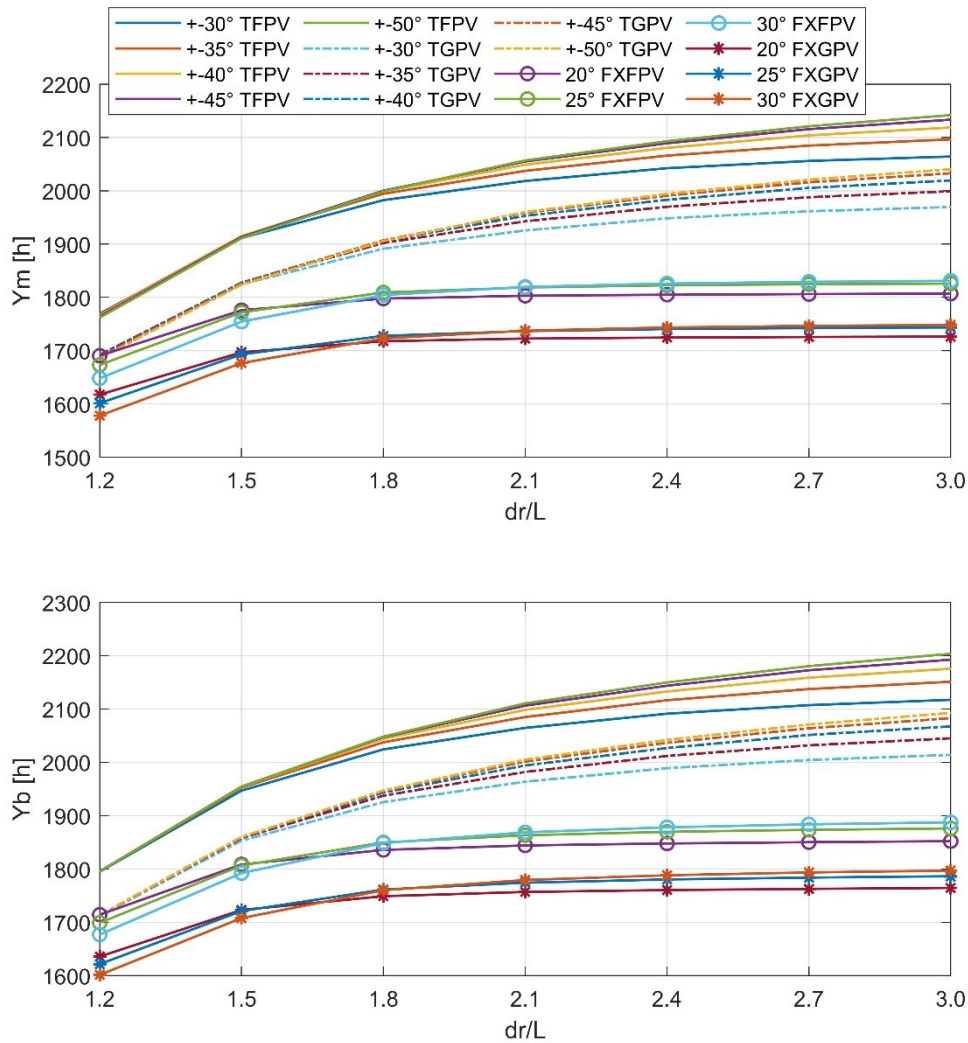 +-30° TFPV +-50° TFPV +-45° TGPV 30° FXFPV
+-35° TFPV +-30° TGPV +-50° TGPV 20° FXGPV
+-40° TFPV +-35° TGPV 20° FXFPV 25° FXGPV
+-45° TFPV +-40° TGPV 25° FXFPV 30° FXGPV
2200
2100
2000
1900
1800
1700
1600
1500
Ym [h]
1.2 1.5 1.8 2.1 2.4 2.7 3.0
dr/L
2300
2200
2100
2000
1900
1800
1700
1600
Yb [h]
1.2 1.5 1.8 2.1 2.4 2.7 3.0
dr/L